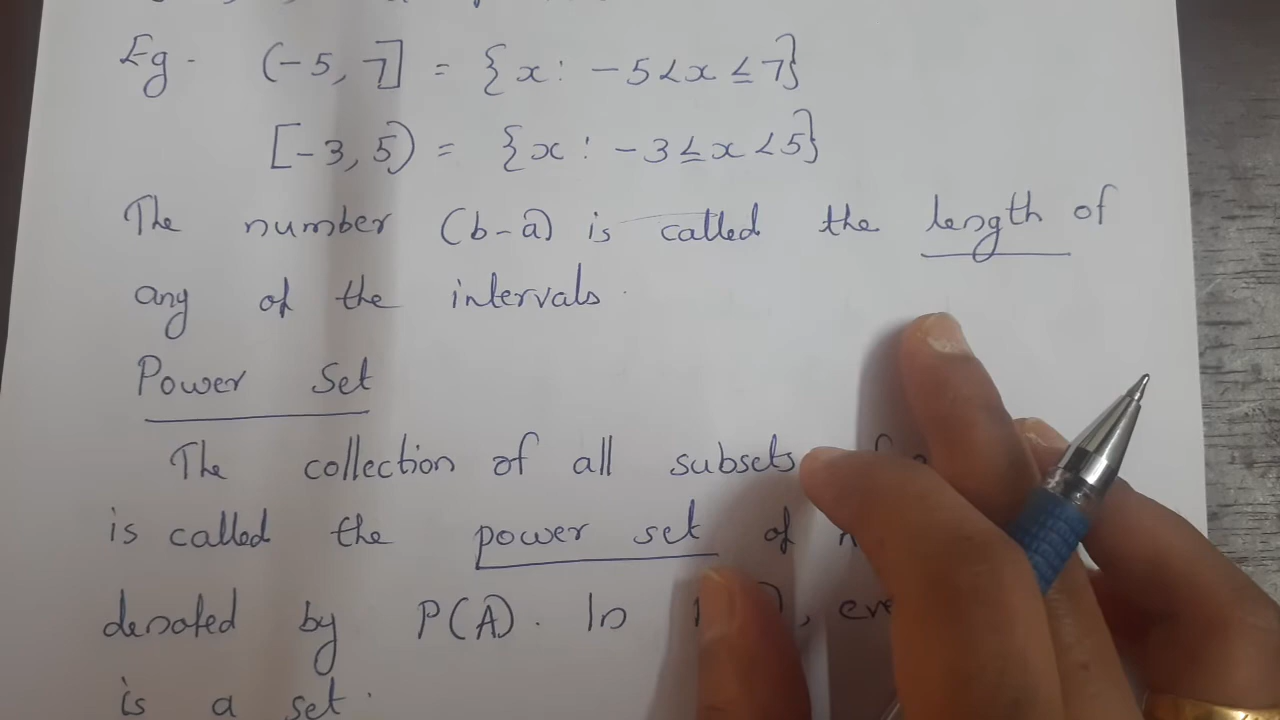 Eg. (-5, 7] = {x: -5<x≤7}
[-3, 5) = {x: -3≤x<5}
The number (b-a) is called the length of
any of the intervals.
Power Set
The collection of all subsets
is called the power set of
denoted by P(A). In
is a set.